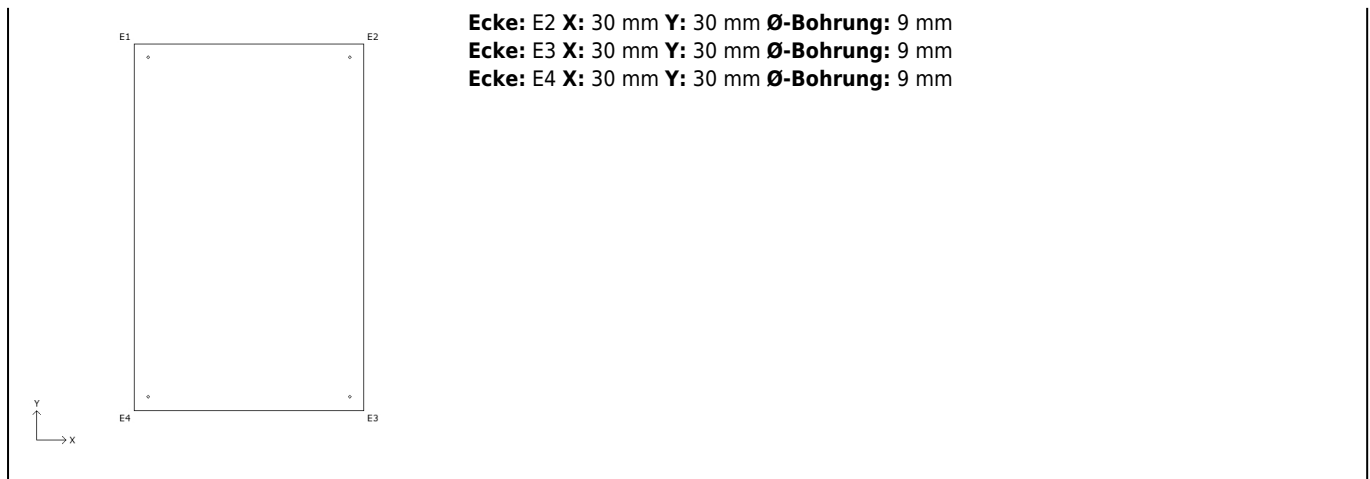 Ecke: E2 X: 30 mm Y: 30 mm Ø-Bohrung: 9 mm
Ecke: E3 X: 30 mm Y: 30 mm Ø-Bohrung: 9 mm
Ecke: E4 X: 30 mm Y: 30 mm Ø-Bohrung: 9 mm
E1 E2
Y
E4 E3
X